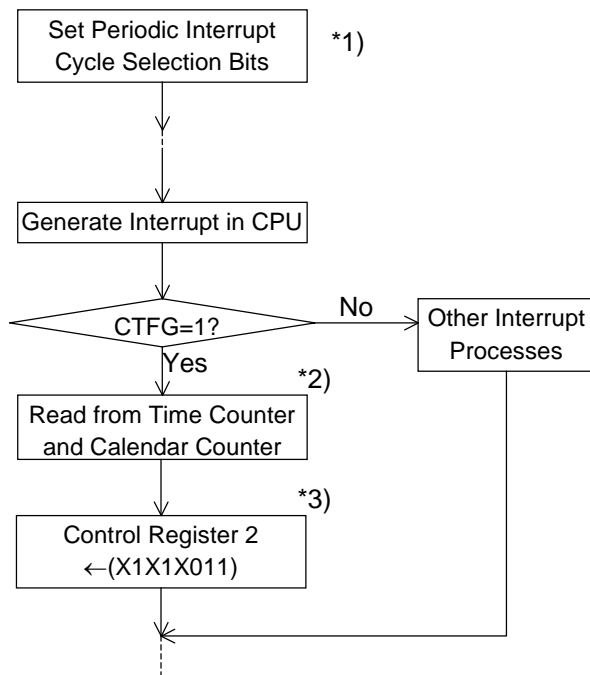 Set Periodic Interrupt
Cycle Selection Bits
*1)
Generate Interrupt in CPU
CTFG=1?
No
Other Interrupt
Processes
Yes
*2)
Read from Time Counter
and Calendar Counter
*3)
Control Register 2
←(X1X1X011)